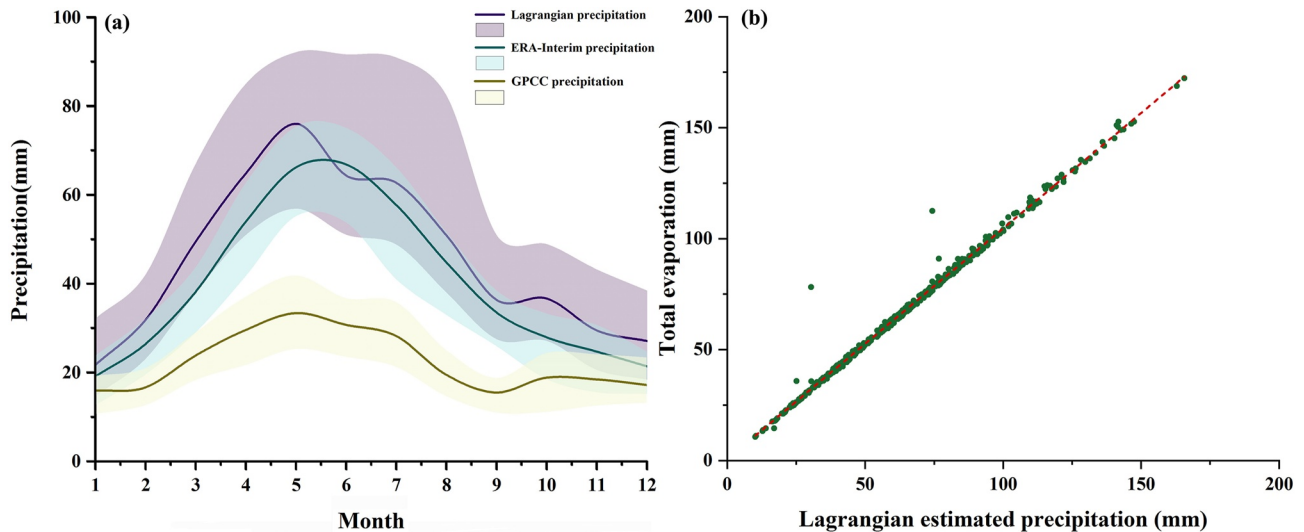 (a)
Lagrangian precipitation
ERA-Interim precipitation
GPCC precipitation
Precipitation(mm)
100
80
60
40
20
0
1 2 3 4 5 6 7 8 9 10 11 12
Month
(b)
Total evaporation (mm)
200
150
100
50
0
0 50 100 150 200
Lagrangian estimated precipitation (mm)